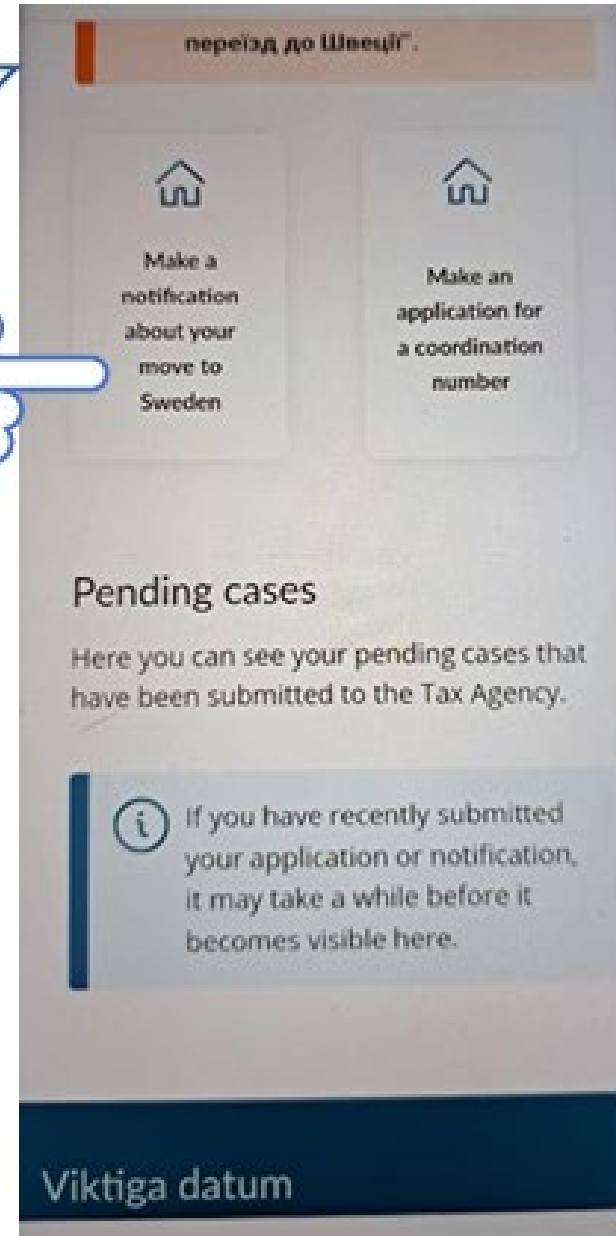 переїзд до Швеції".
Make a
notification
about your
move to
Sweden
Make an
application for
a coordination
number
Pending cases
Here you can see your pending cases that
have been submitted to the Tax Agency.
i
If you have recently submitted
your application or notification,
it may take a while before it
becomes visible here.
Viktiga datum